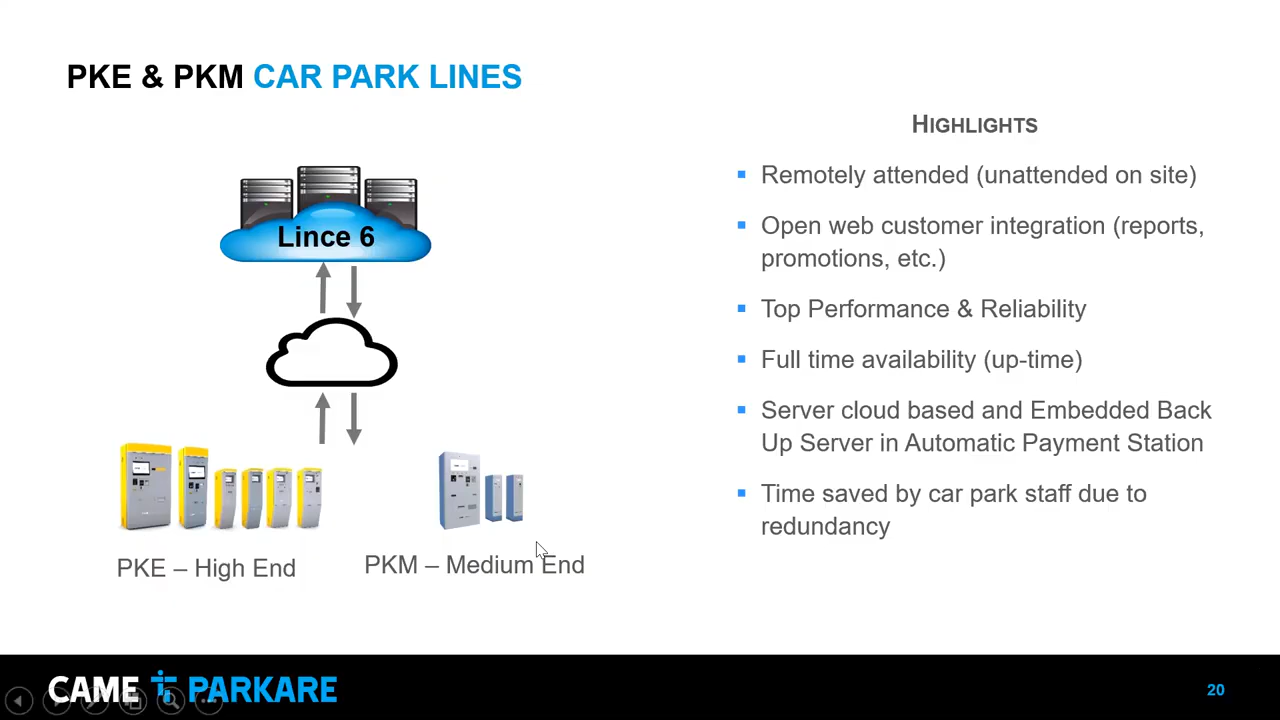 PKE & PKM CAR PARK LINES
HIGHLIGHTS
Remotely attended (unattended on site)
Open web customer integration (reports,
promotions, etc.)
Top Performance & Reliability
Full time availability (up-time)
Server cloud based and Embedded Back
Up Server in Automatic Payment Station
Time saved by car park staff due to
redundancy
Lince 6
PKE – High End
PKM – Medium End
CAME PARKARE
20